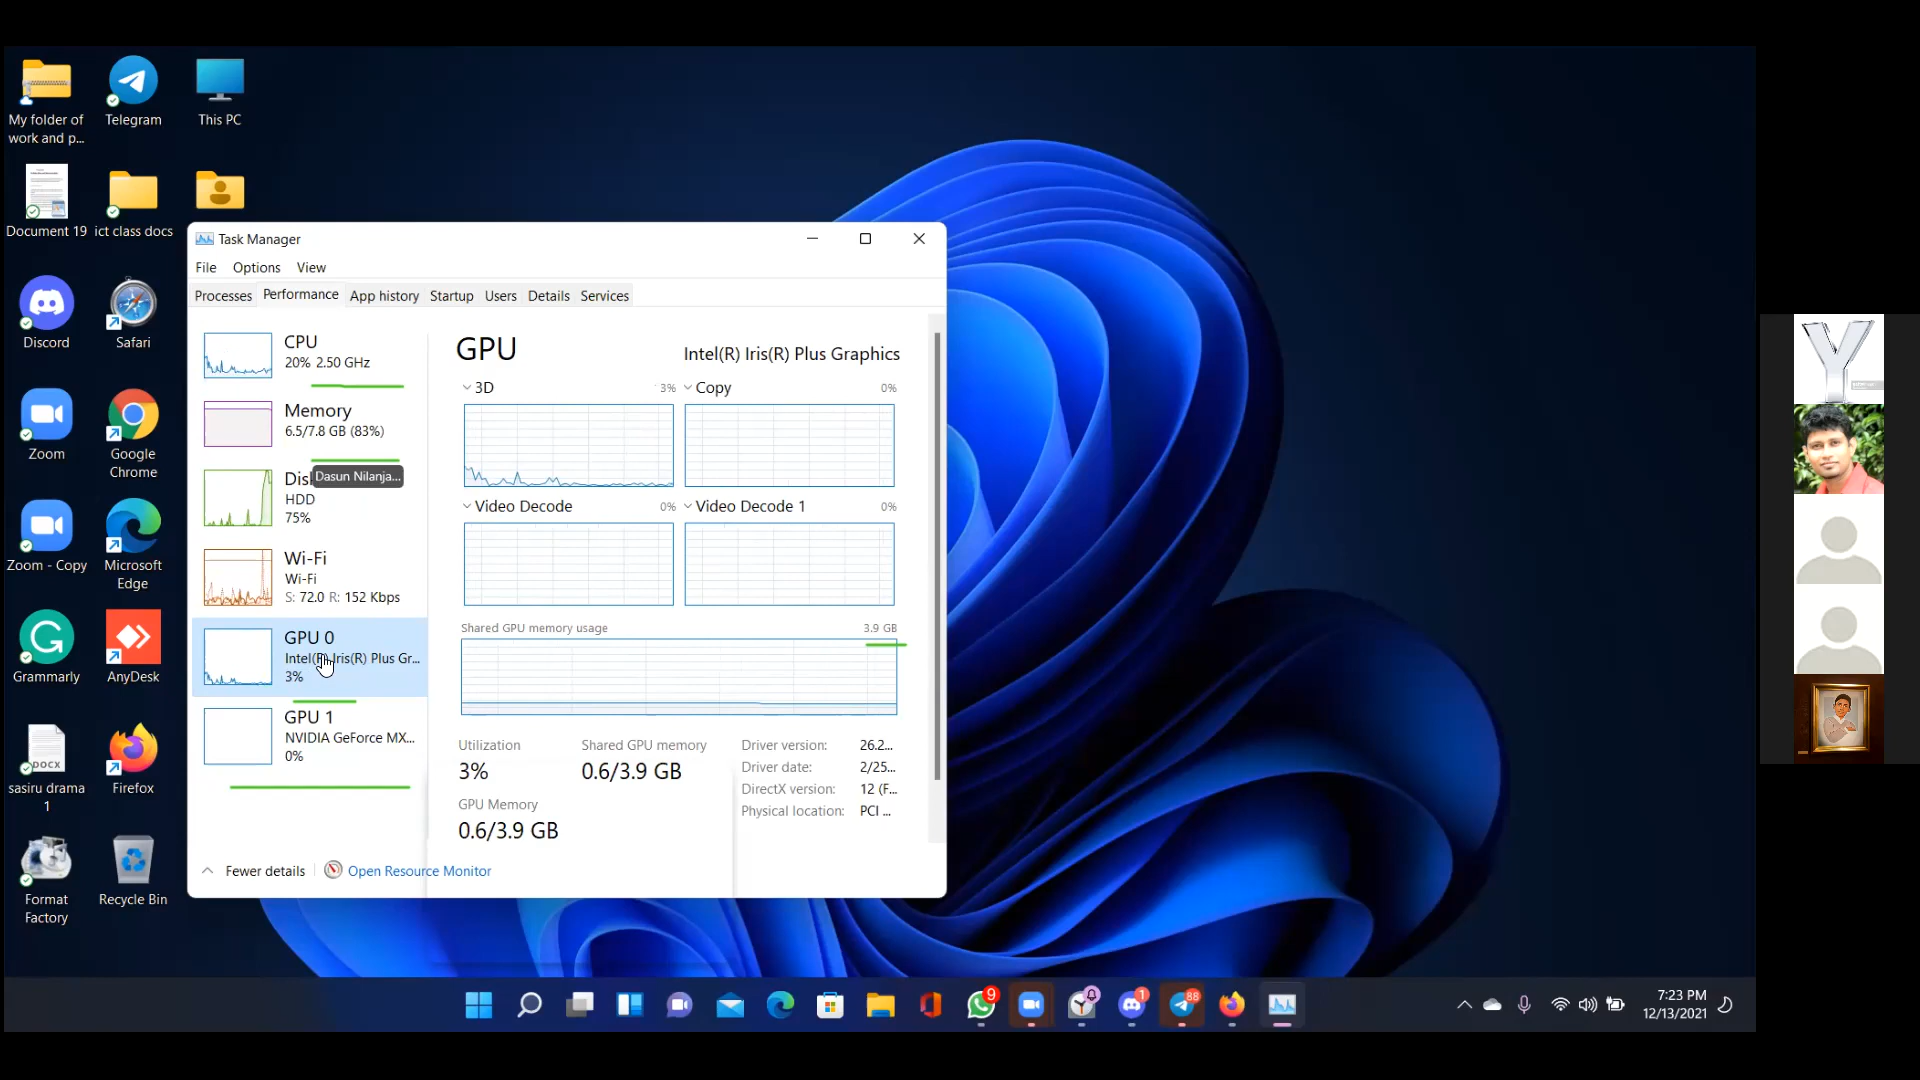 My folder of
work and p...
Telegram
This PC
Document 19
ict class docs
Discord
Safari
Zoom
Google
Chrome
Zoom - Copy
Microsoft
Edge
Grammarly
AnyDesk
DOCX
sasiru drama
1
Firefox
Format
Factory
Recycle Bin
Task Manager
File Options View
Processes Performance App history Startup Users Details Services
CPU
20% 2.50 GHz
Memory
6.5/7.8 GB (83%)
Dis
HDD
75%
Dasun Nilanja...
Wi-Fi
Wi-Fi
S: 72.0 R: 152 Kbps
GPU 0
Intel(R) Iris(R) Plus Gr...
3%
GPU 1
NVIDIA GeForce MX...
0%
GPU
Intel(R) Iris(R) Plus Graphics
3D 3%
Copy 0%
Video Decode 0%
Video Decode 1 0%
Shared GPU memory usage 3.9 GB
Utilization
3%
Shared GPU memory
0.6/3.9 GB
GPU Memory
0.6/3.9 GB
Driver version: 26.2...
Driver date: 2/25...
DirectX version: 12 (F...
Physical location: PCI ...
Fewer details
Open Resource Monitor
9
1
88
7:23 PM
12/13/2021